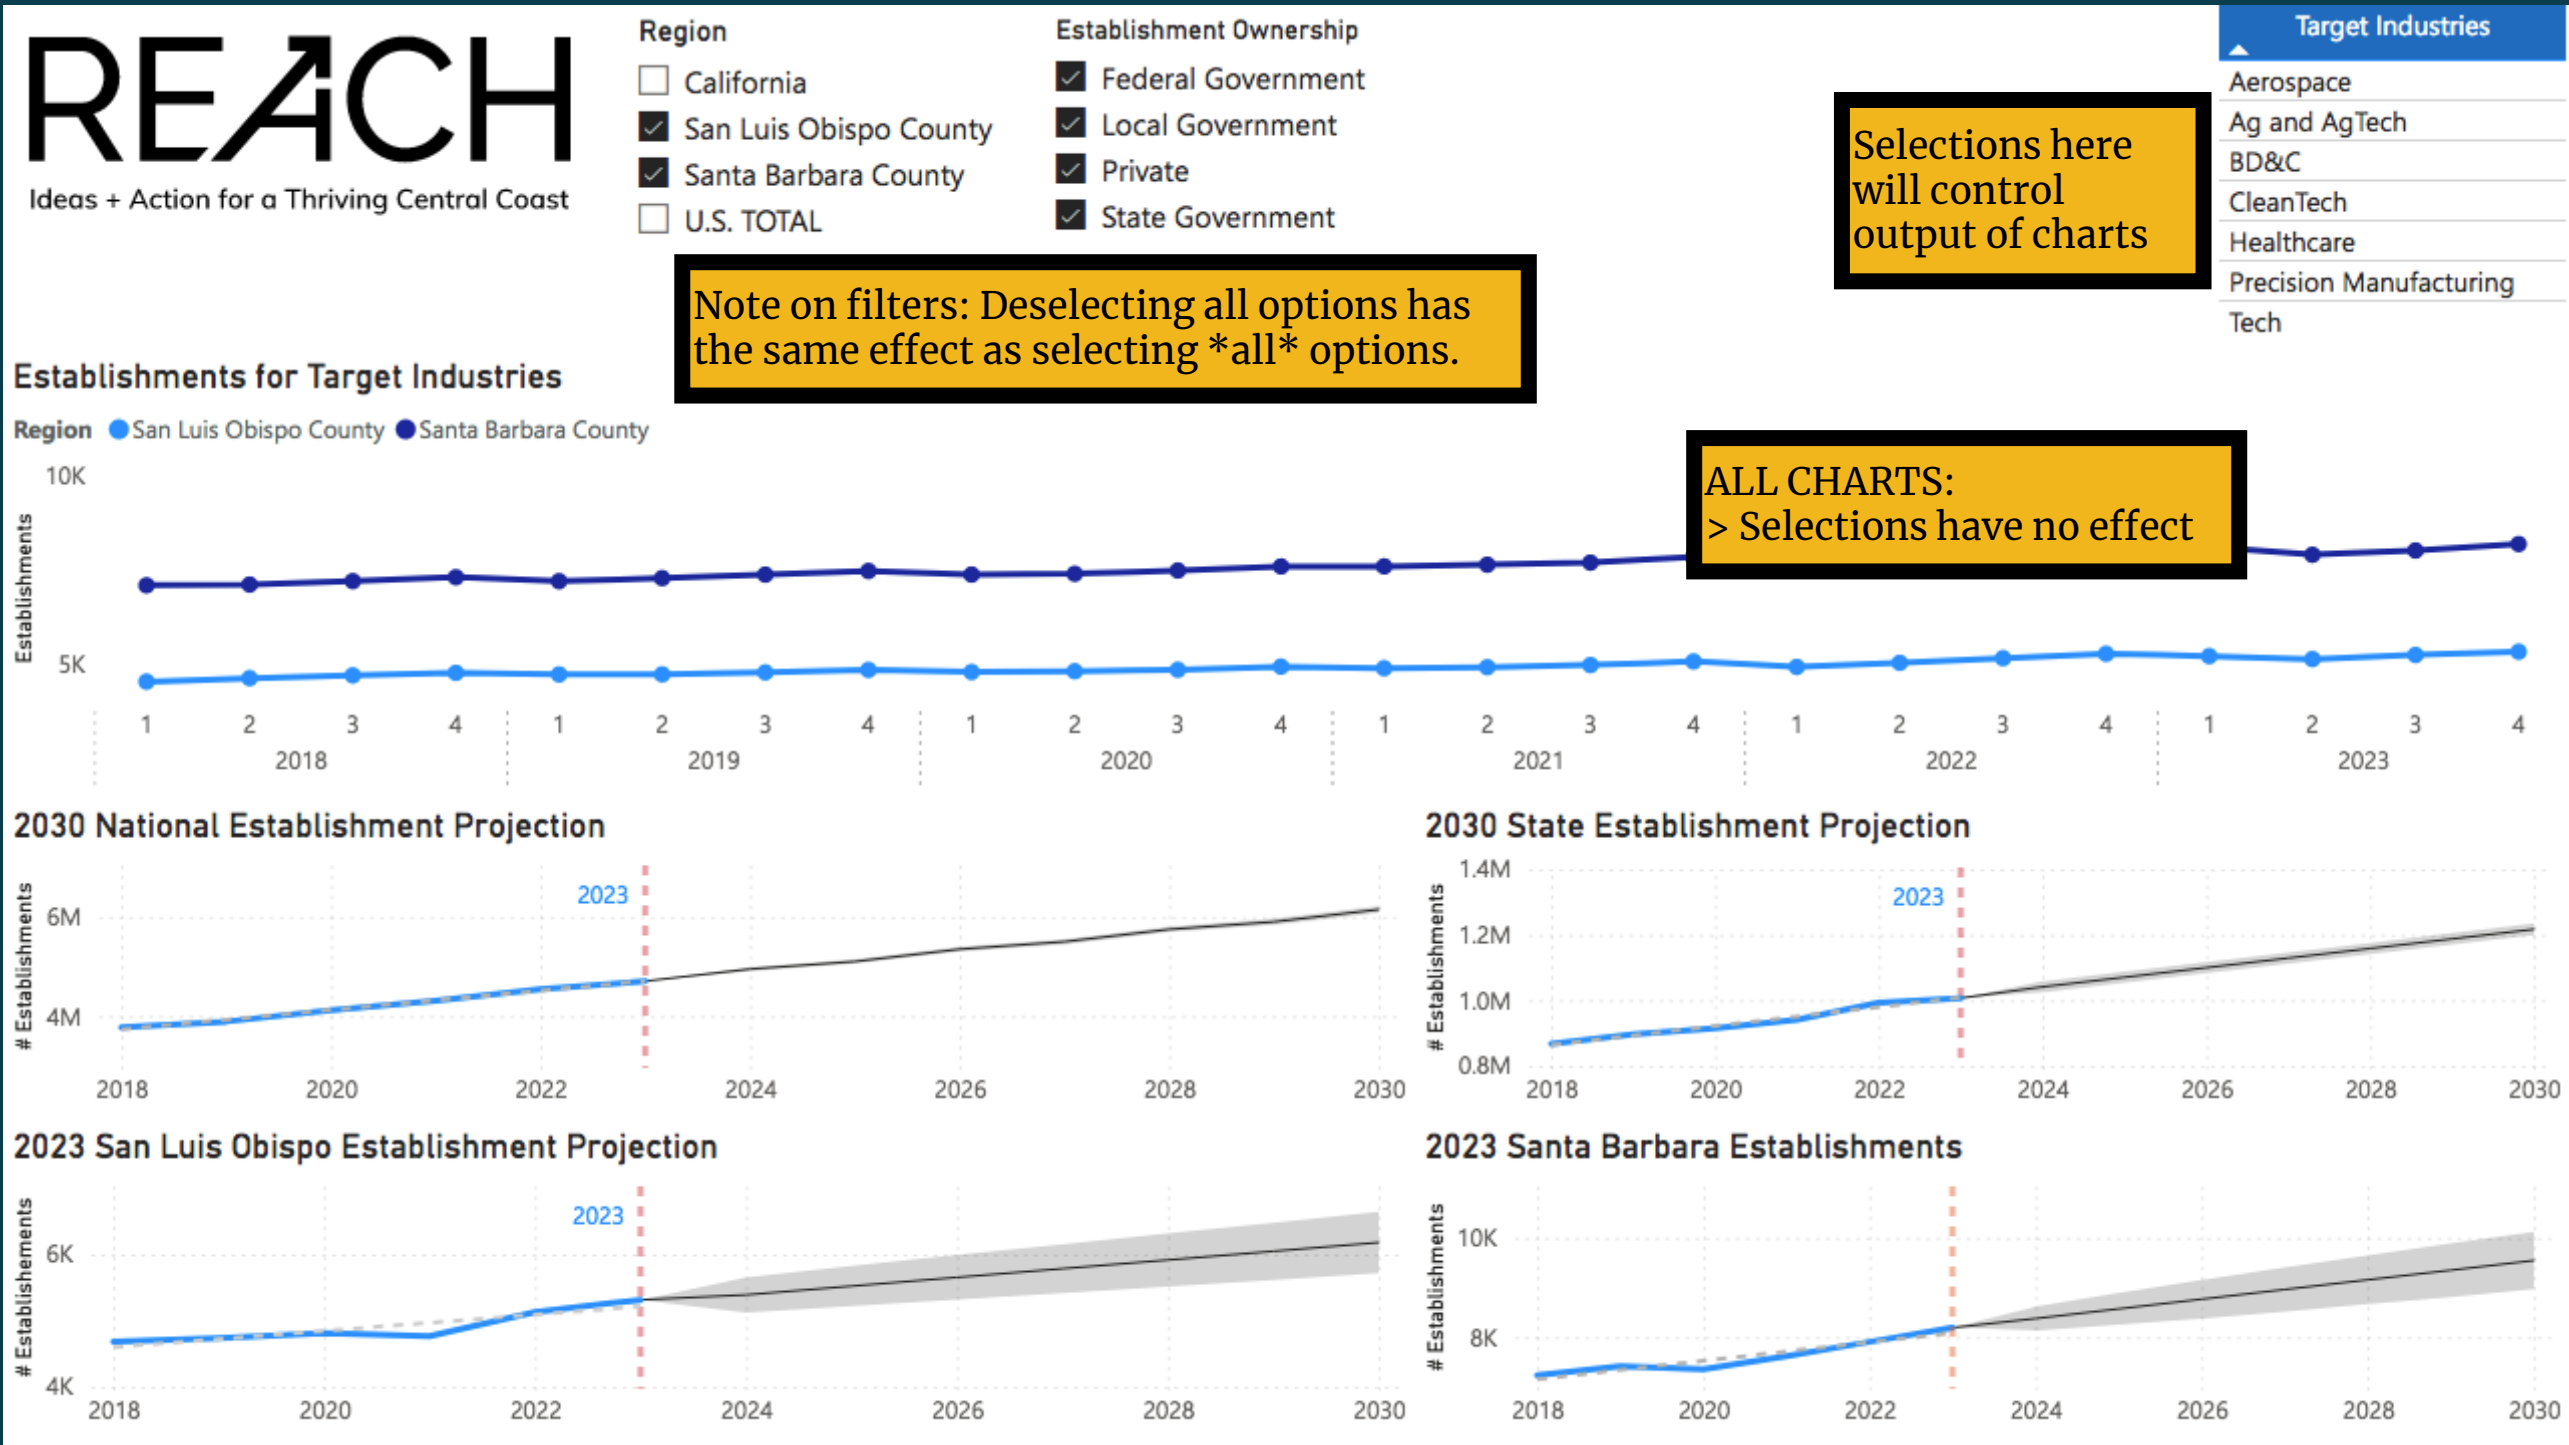 REACH
Ideas + Action for a Thriving Central Coast
Region
California
San Luis Obispo County
Santa Barbara County
U.S. TOTAL
Establishment Ownership
Federal Government
Local Government
Private
State Government
Selections here
will control
output of charts
Target Industries
Aerospace
Ag and AgTech
BD&C
CleanTech
Healthcare
Precision Manufacturing
Tech
Note on filters: Deselecting all options has
the same effect as selecting *all* options.
Establishments for Target Industries
Region San Luis Obispo County Santa Barbara County
ALL CHARTS:
> Selections have no effect
Establishments
10K
5K
1 2 3 4 1 2 3 4 1 2 3 4 1 2 3 4 1 2 3 4 1 2 3 4
2018 2019 2020 2021 2022 2023
2030 National Establishment Projection
# Establishments
6M
4M
2023
2018 2020 2022 2024 2026 2028 2030
2030 State Establishment Projection
# Establishments
1.4M
1.2M
1.0M
0.8M
2023
2018 2020 2022 2024 2026 2028 2030
2023 San Luis Obispo Establishment Projection
# Establishements
6K
4K
2023
2018 2020 2022 2024 2026 2028 2030
2023 Santa Barbara Establishments
# Establishments
10K
8K
2018 2020 2022 2024 2026 2028 2030